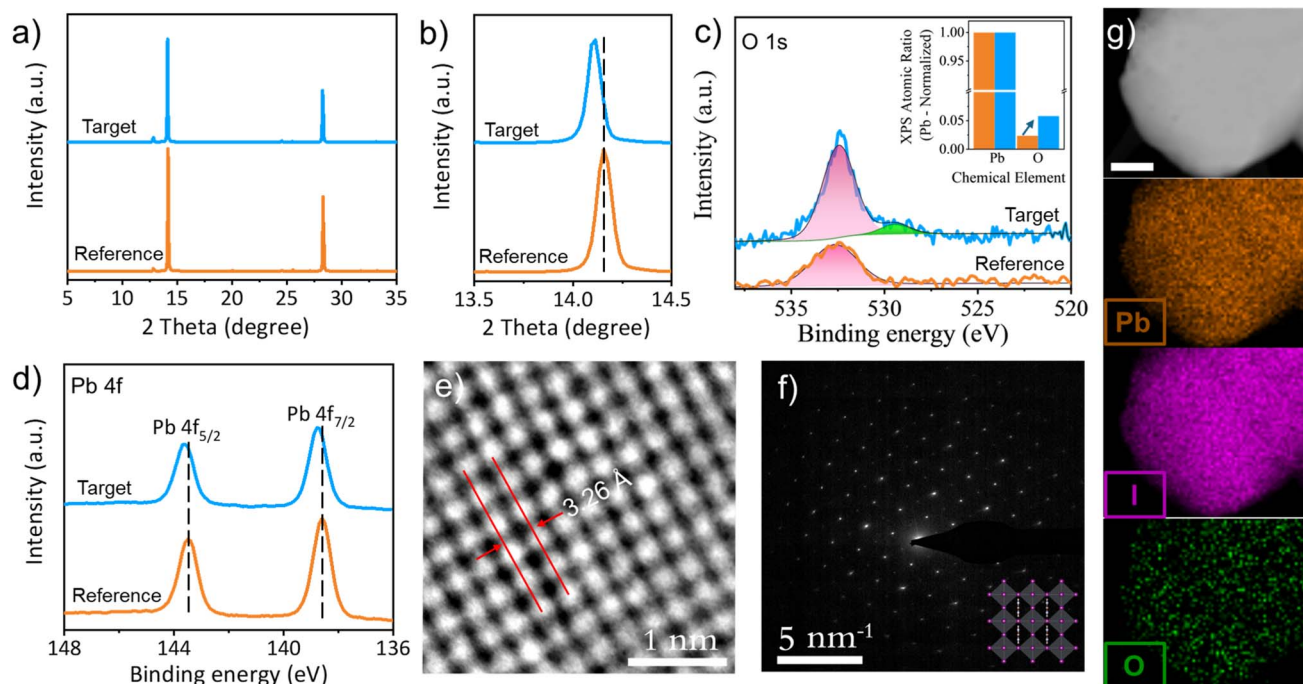 a)
Intensity (a.u.)
Target
Reference
5 10 15 20 25 30 35
2 Theta (degree)
b)
Intensity (a.u.)
Target
Reference
13.5 14.0 14.5
2 Theta (degree)
c)
O 1s
Intensity (a.u.)
XPS Atomic Ratio
(Pb - Normalized)
1.00
0.95
0.05
0.00
Pb O
Chemical Element
Target
Reference
535 530 525 520
Binding energy (eV)
d)
Pb 4f
Intensity (a.u.)
Pb 4f5/2
Pb 4f7/2
Target
Reference
148 144 140 136
Binding energy (eV)
e)
3.26 Å
1 nm
f)
5 nm-1
g)
Pb
I
O